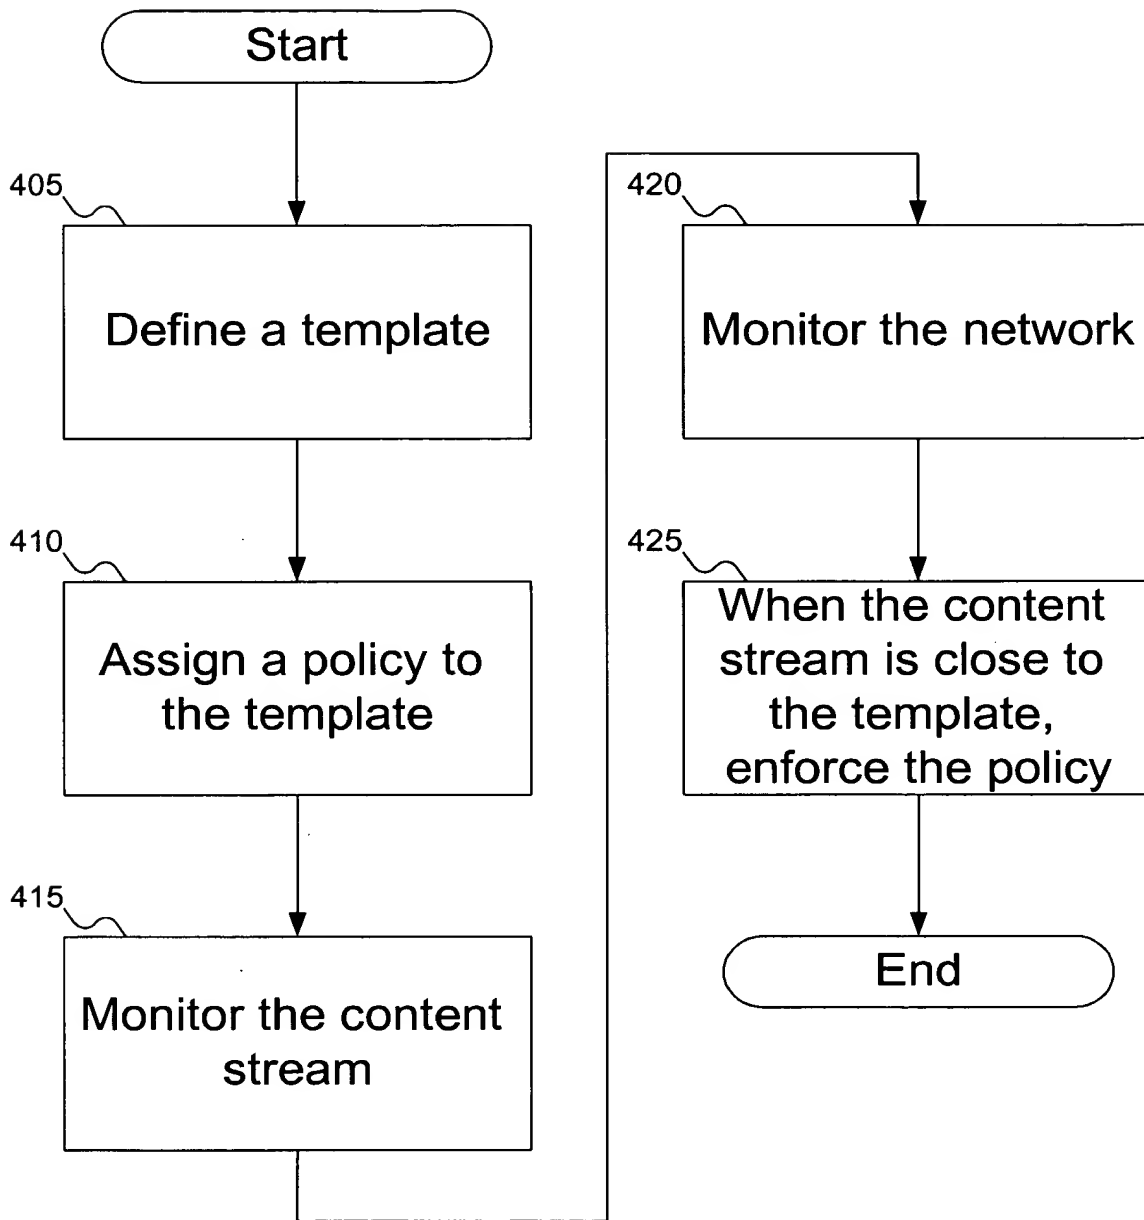 Start
405
Define a template
410
Assign a policy to
the template
415
Monitor the content
stream
420
Monitor the network
425
When the content
stream is close to
the template,
enforce the policy
End